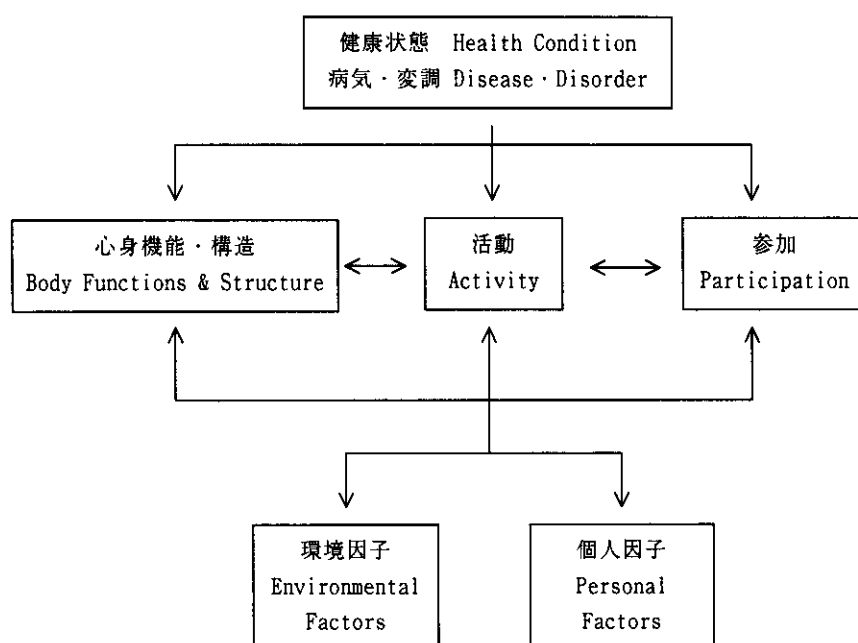 健康状態 Health Condition
病気・変調 Disease・Disorder
心身機能・構造
Body Functions & Structure
活動
Activity
参加
Participation
環境因子
Environmental
Factors
個人因子
Personal
Factors